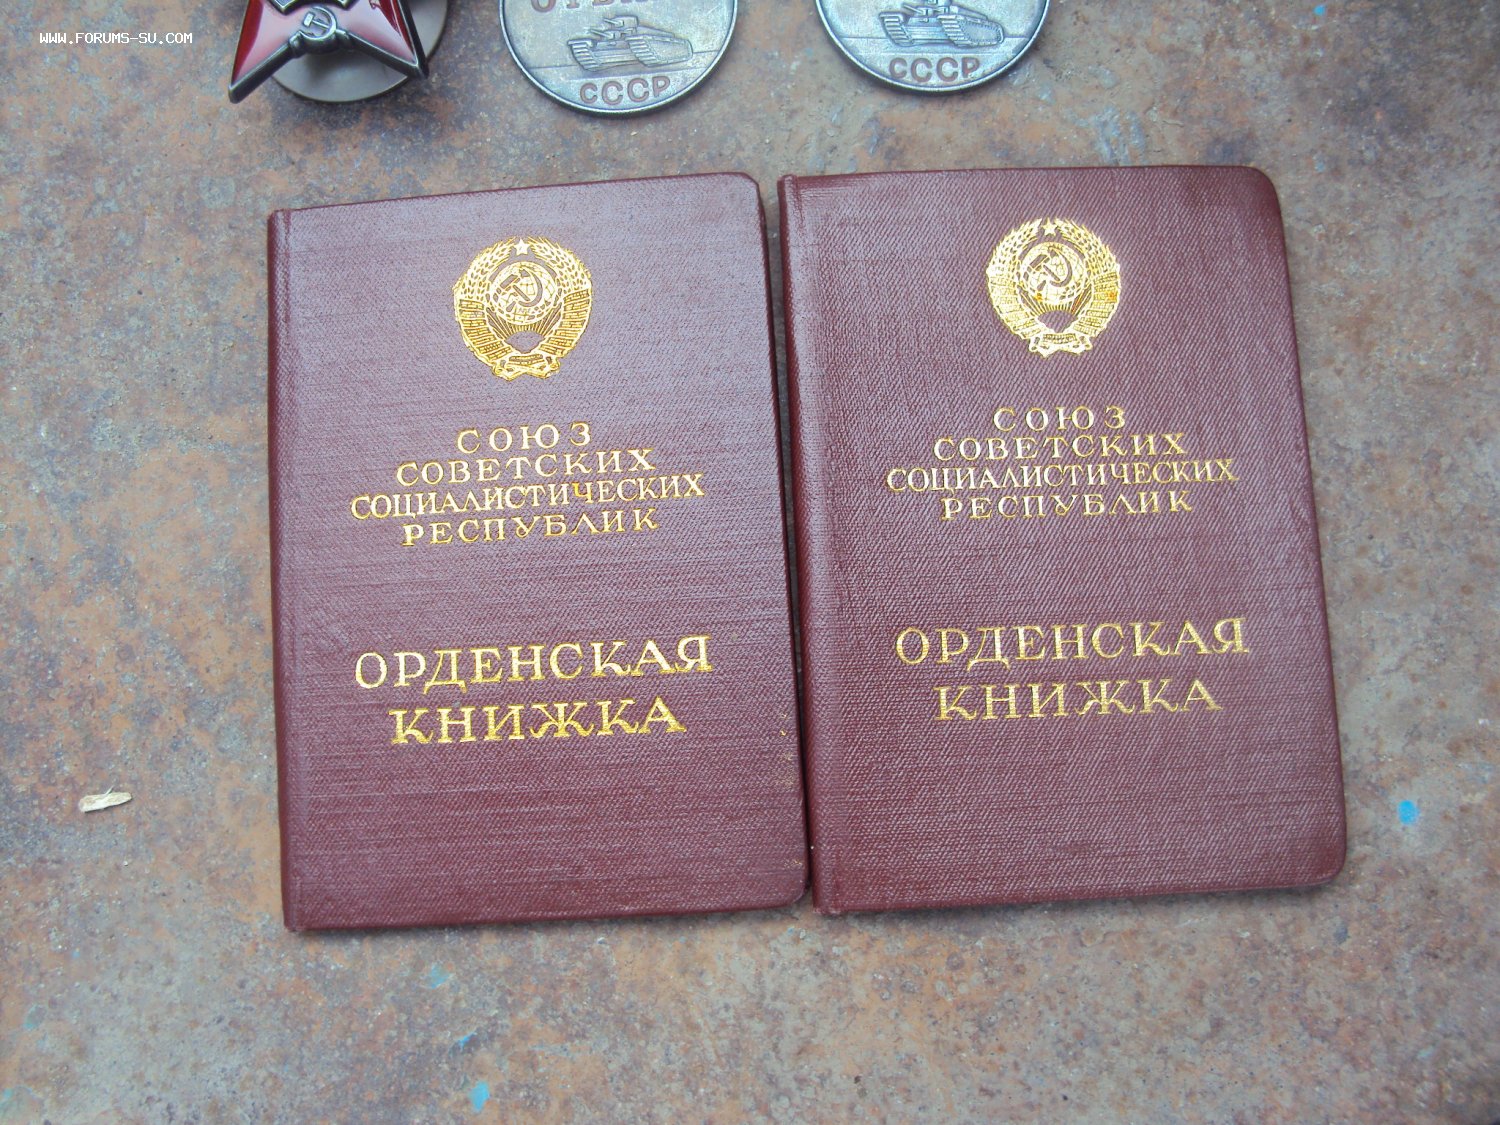 WWW.FORUMS-SU.COM
СССР
СССР
СОЮЗ
СОВЕТСКИХ
СОЦИАЛИСТИЧЕСКИХ
РЕСПУБЛИК
ОРДЕНСКАЯ
КНИЖКА
СОЮЗ
СОВЕТСКИХ
СОЦИАЛИСТИЧЕСКИХ
РЕСПУБЛИК
ОРДЕНСКАЯ
КНИЖКА